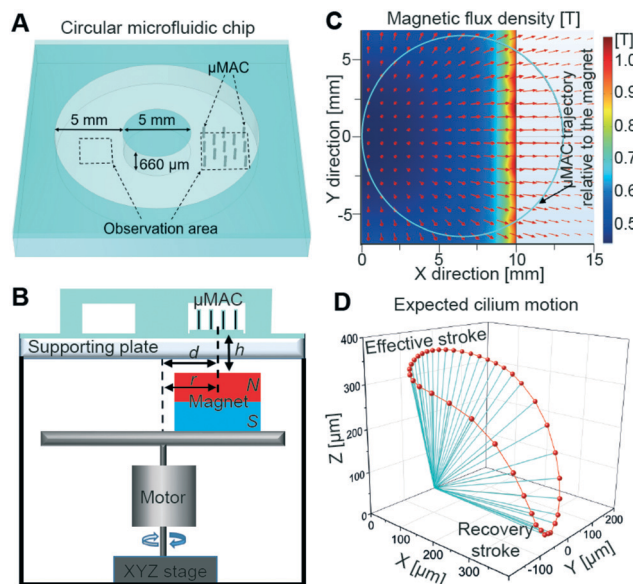 A
Circular microfluidic chip
μMAC
5 mm
5 mm
660 μm
Observation area
B
μMAC
Supporting plate
d
h
r
N
Magnet
S
Motor
XYZ stage
C
Magnetic flux density [T]
[T]
1.0
0.9
0.8
0.7
0.6
0.5
Y direction [mm]
5
0
-5
μMAC trajectory
relative to the magnet
0
5
10
15
X direction [mm]
D
Expected cilium motion
Effective stroke
Recovery
stroke
Z [μm]
400
300
200
100
0
0
100
200
300
X [μm]
-100
0
100
200
Y [μm]